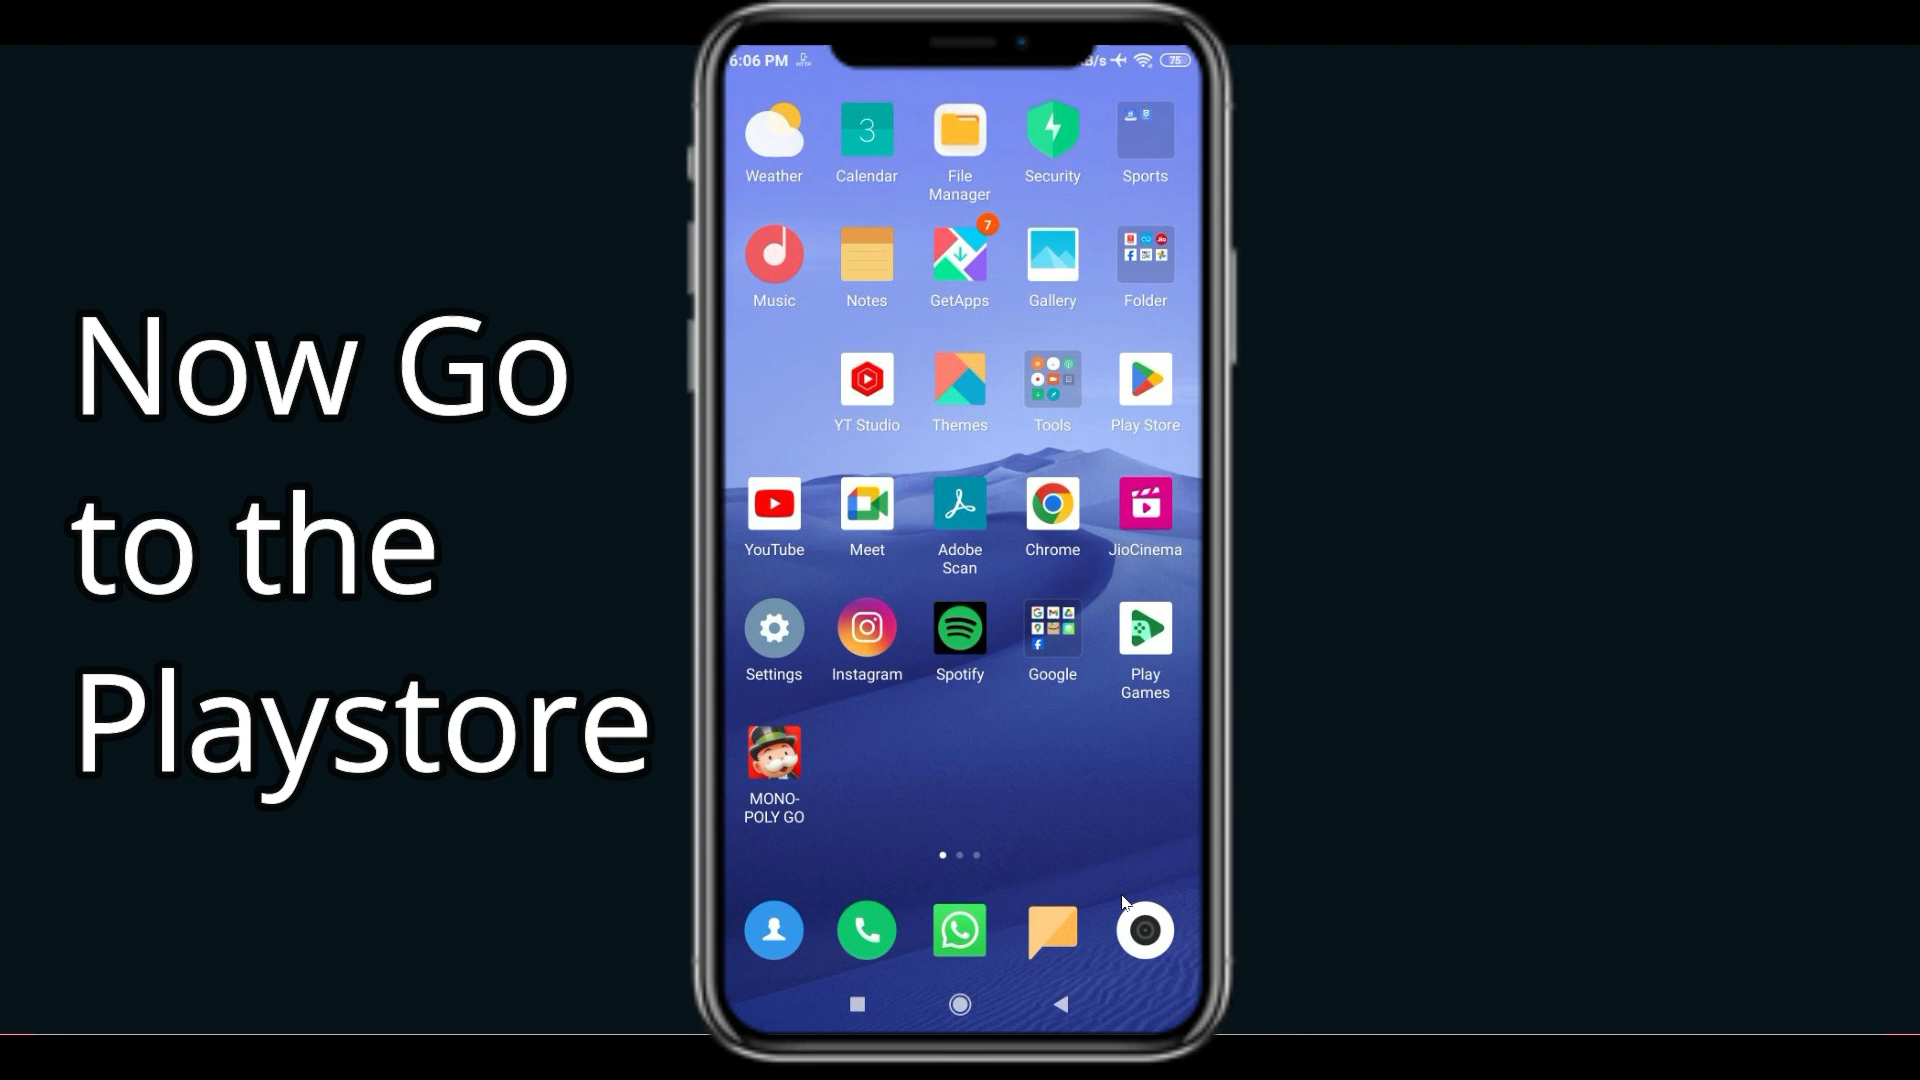 Now Go
to the
Playstore
6:06 PM
B/s
75
3
Weather
Calendar
File
Manager
Security
Sports
7
Music
Notes
GetApps
Gallery
Folder
YT Studio
Themes
Tools
Play Store
YouTube
Meet
Adobe
Scan
Chrome
JioCinema
Settings
Instagram
Spotify
Google
Play
Games
MONO-
POLY GO